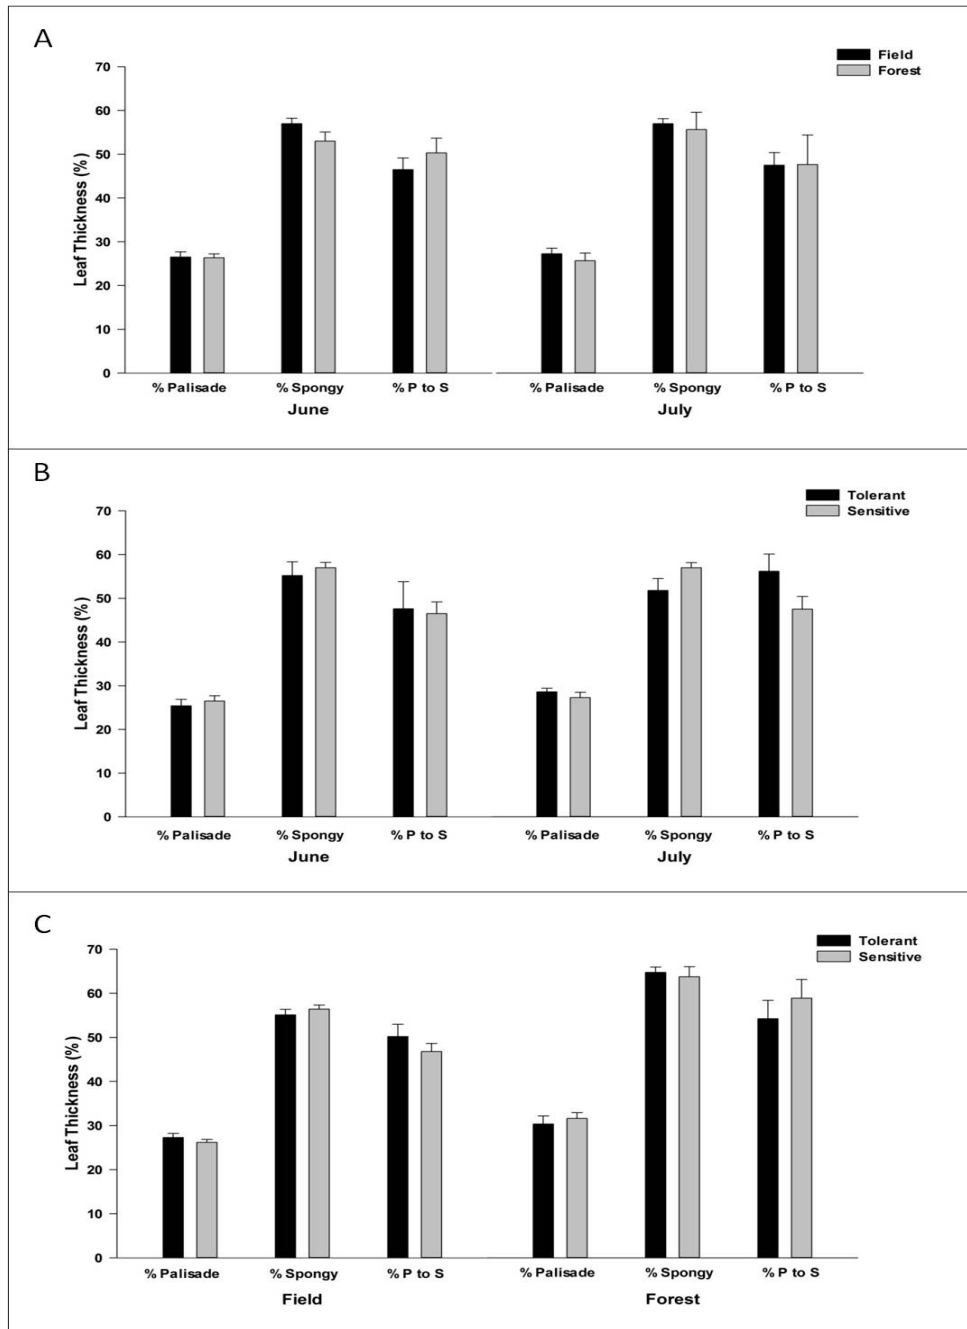 A
Field
Forest
Leaf Thickness (%)
70
60
50
40
30
20
10
0
% Palisade % Spongy % P to S % Palisade % Spongy % P to S
June July
B
Tolerant
Sensitive
Leaf Thickness (%)
70
60
50
40
30
20
10
0
% Palisade % Spongy % P to S % Palisade % Spongy % P to S
June July
C
Tolerant
Sensitive
Leaf Thickness (%)
70
60
50
40
30
20
10
0
% Palisade % Spongy % P to S % Palisade % Spongy % P to S
Field Forest